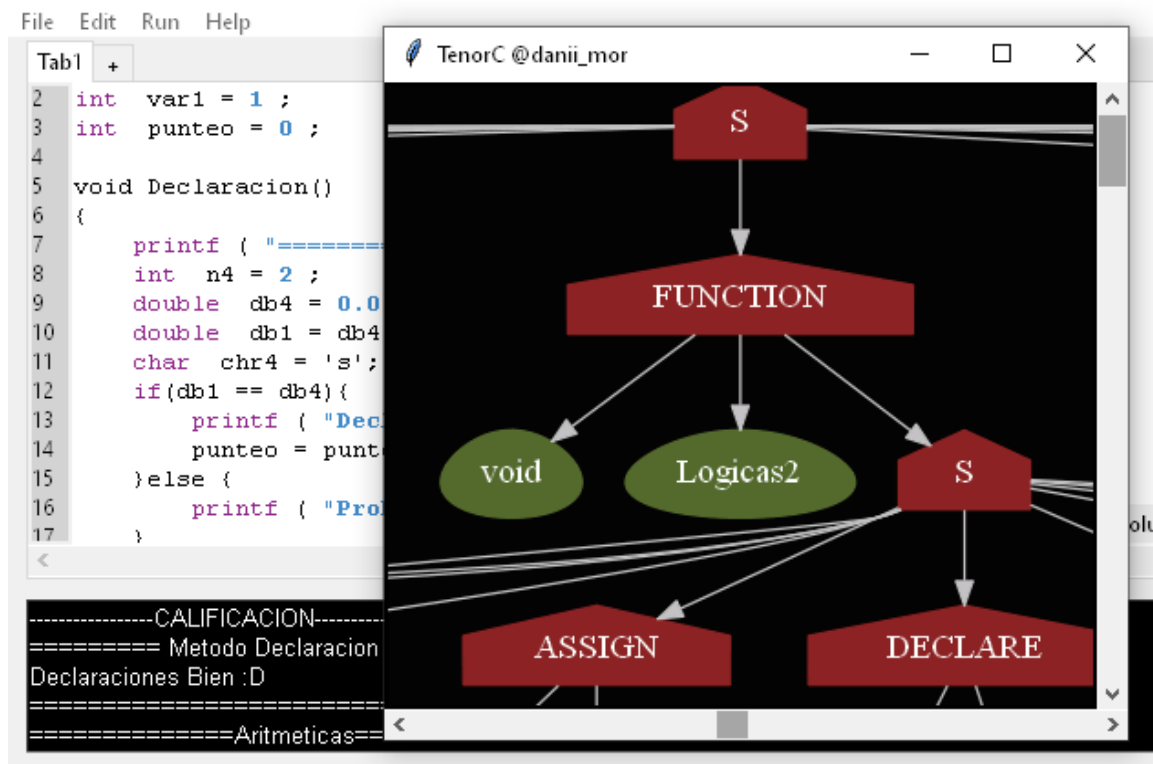 File Edit Run Help
Tab1 +
2 int var1 = 1 ;
3 int punteo = 0 ;
4
5 void Declaracion()
6 {
7 printf ( "========
8 int n4 = 2 ;
9 double db4 = 0.0
10 double db1 = db4
11 char chr4 = 's';
12 if(db1 == db4){
13 printf ( "Dec
14 punteo = punt
15 }else {
16 printf ( "Pro
17 }
----------------CALIFICACION---------
========= Metodo Declaracion
Declaraciones Bien :D
=========================
==============Aritmeticas==
TenorC @danii_mor
S
FUNCTION
void Logicas2 S
ASSIGN DECLARE
olu